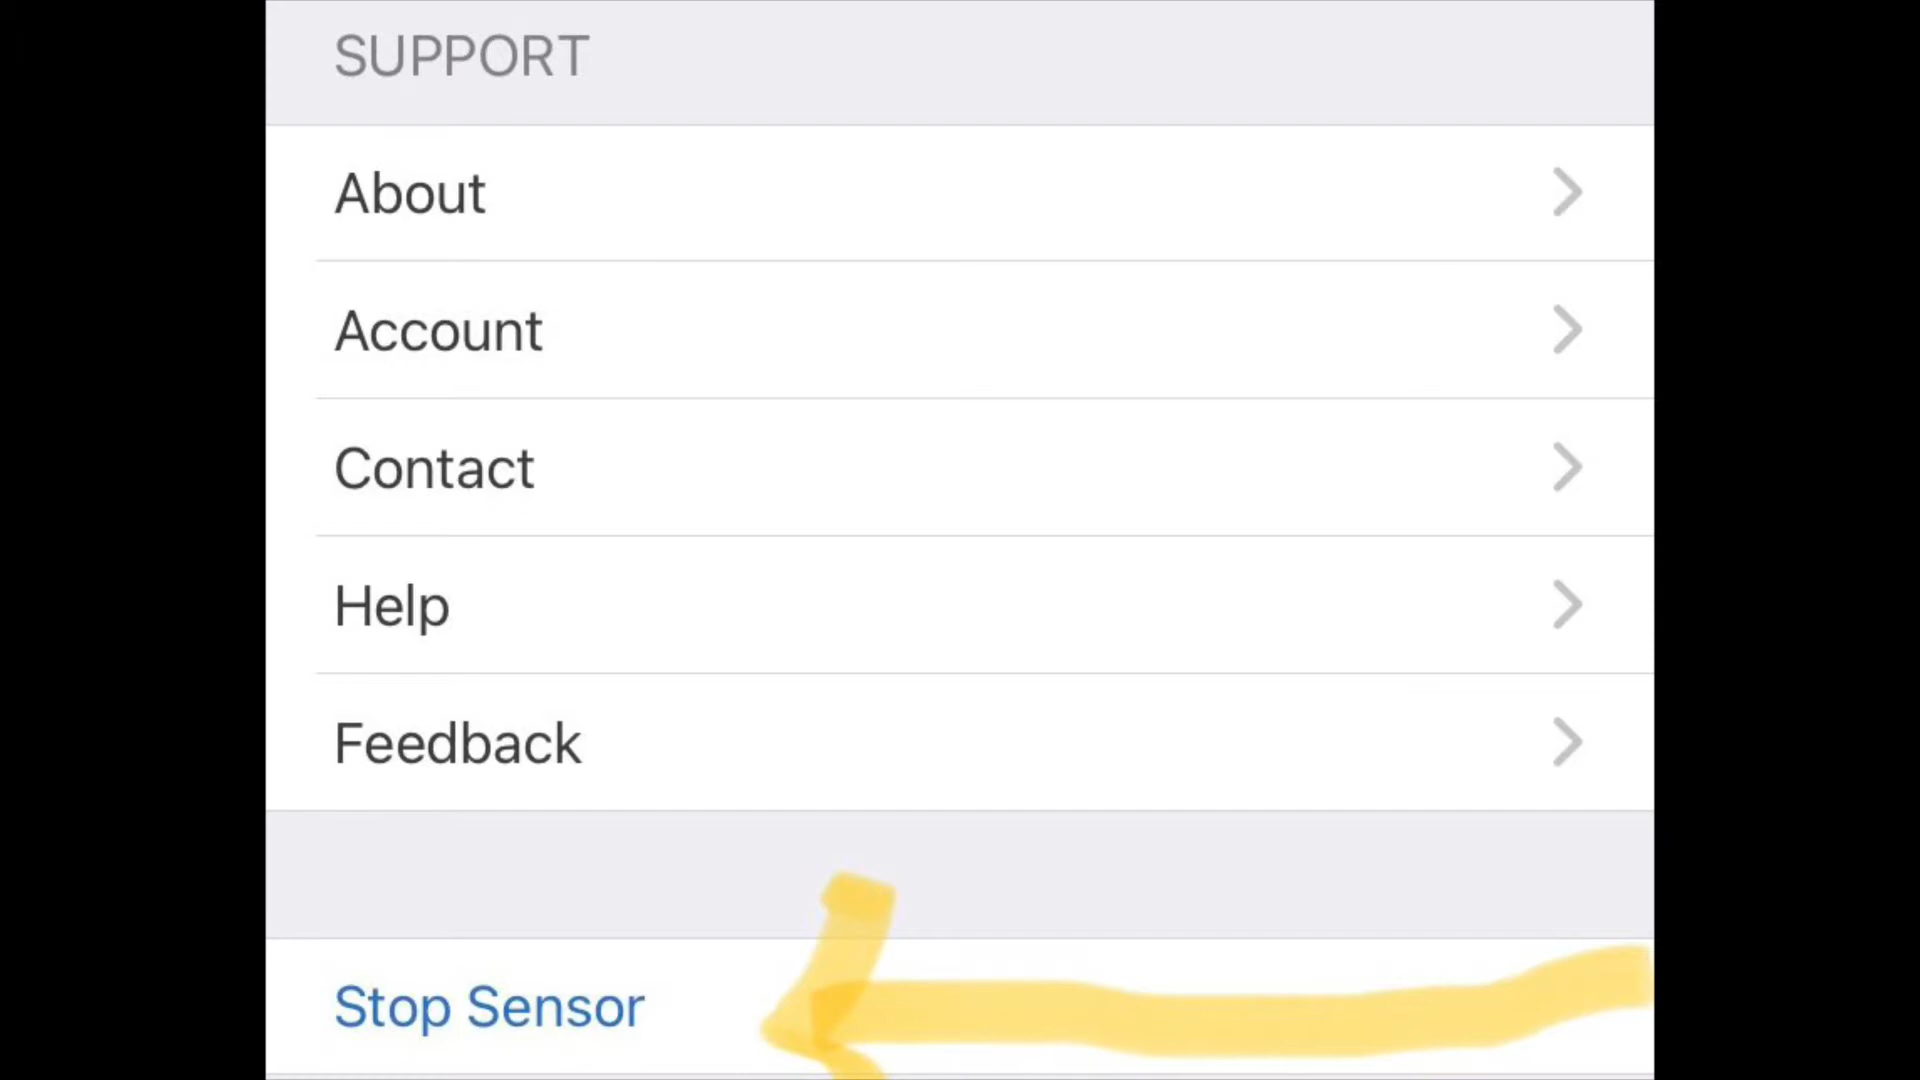 SUPPORT
About
Account
Contact
Help
Feedback
Stop Sensor